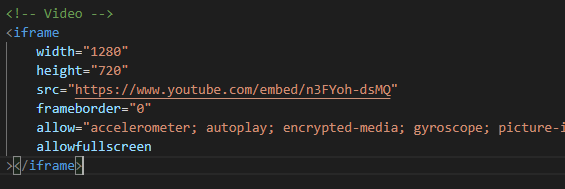 <!-- Video -->
<iframe
width="1280"
height="720"
src="https://www.youtube.com/embed/n3FYoh-dsMQ"
frameborder="0"
allow="accelerometer; autoplay; encrypted-media; gyroscope; picture-i
allowfullscreen
></iframe>